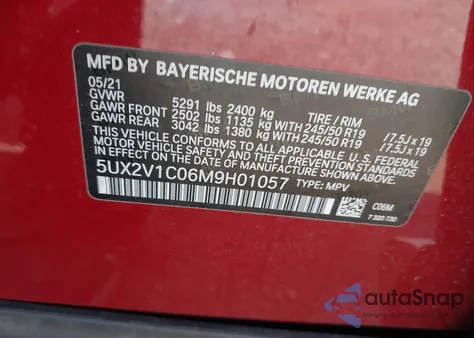 MFD BY BAYERISCHE MOTOREN WERKE AG
05/21
GVWR 5291 lbs 2400 kg TIRE / RIM
GAWR FRONT 2502 lbs 1135 kg WITH 245/50 R19 /7.5J x 19
GAWR REAR 3042 lbs 1380 kg WITH 245/50 R19 /7.5J x 19
THIS VEHICLE CONFORMS TO ALL APPLICABLE U.S. FEDERAL
MOTOR VEHICLE SAFETY STANDARDS IN EFFECT ON THE DATE OF MANUFACTURE SHOWN ABOVE.
5UX2V1C06M9H01057 TYPE: MPV
C06M
7 320 732
autoSnap